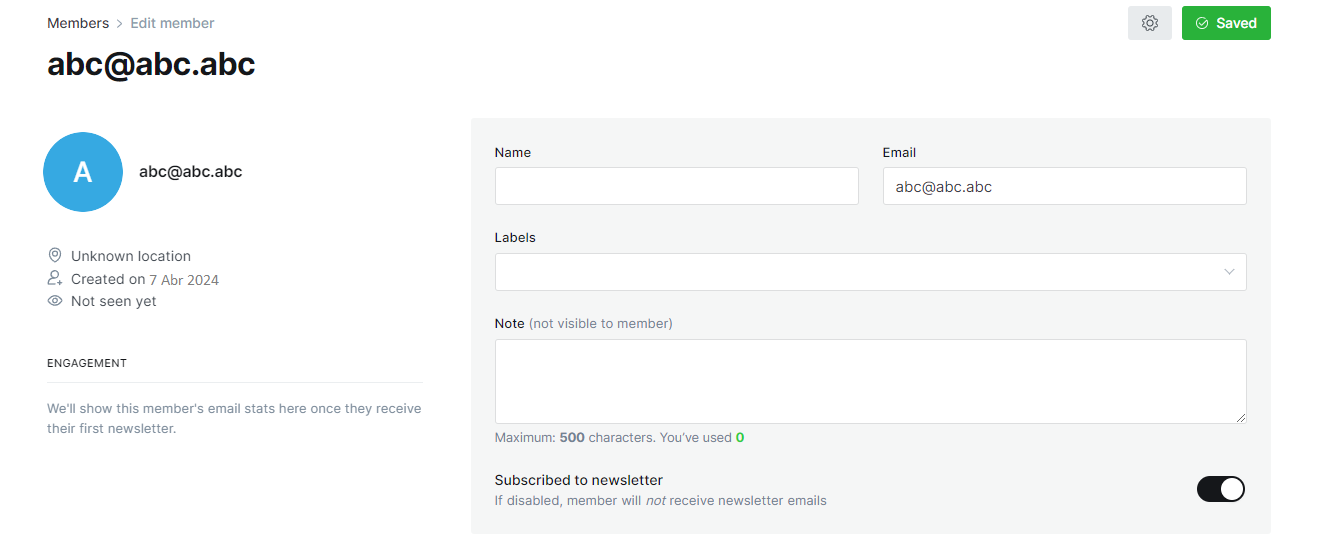 Members > Edit member
Saved
abc@abc.abc
A
abc@abc.abc
Unknown location
Created on 7 Abr 2024
Not seen yet
ENGAGEMENT
We'll show this member's email stats here once they receive
their first newsletter.
Name
Email
abc@abc.abc
Labels
Note (not visible to member)
Maximum: 500 characters. You've used 0
Subscribed to newsletter
If disabled, member will not receive newsletter emails